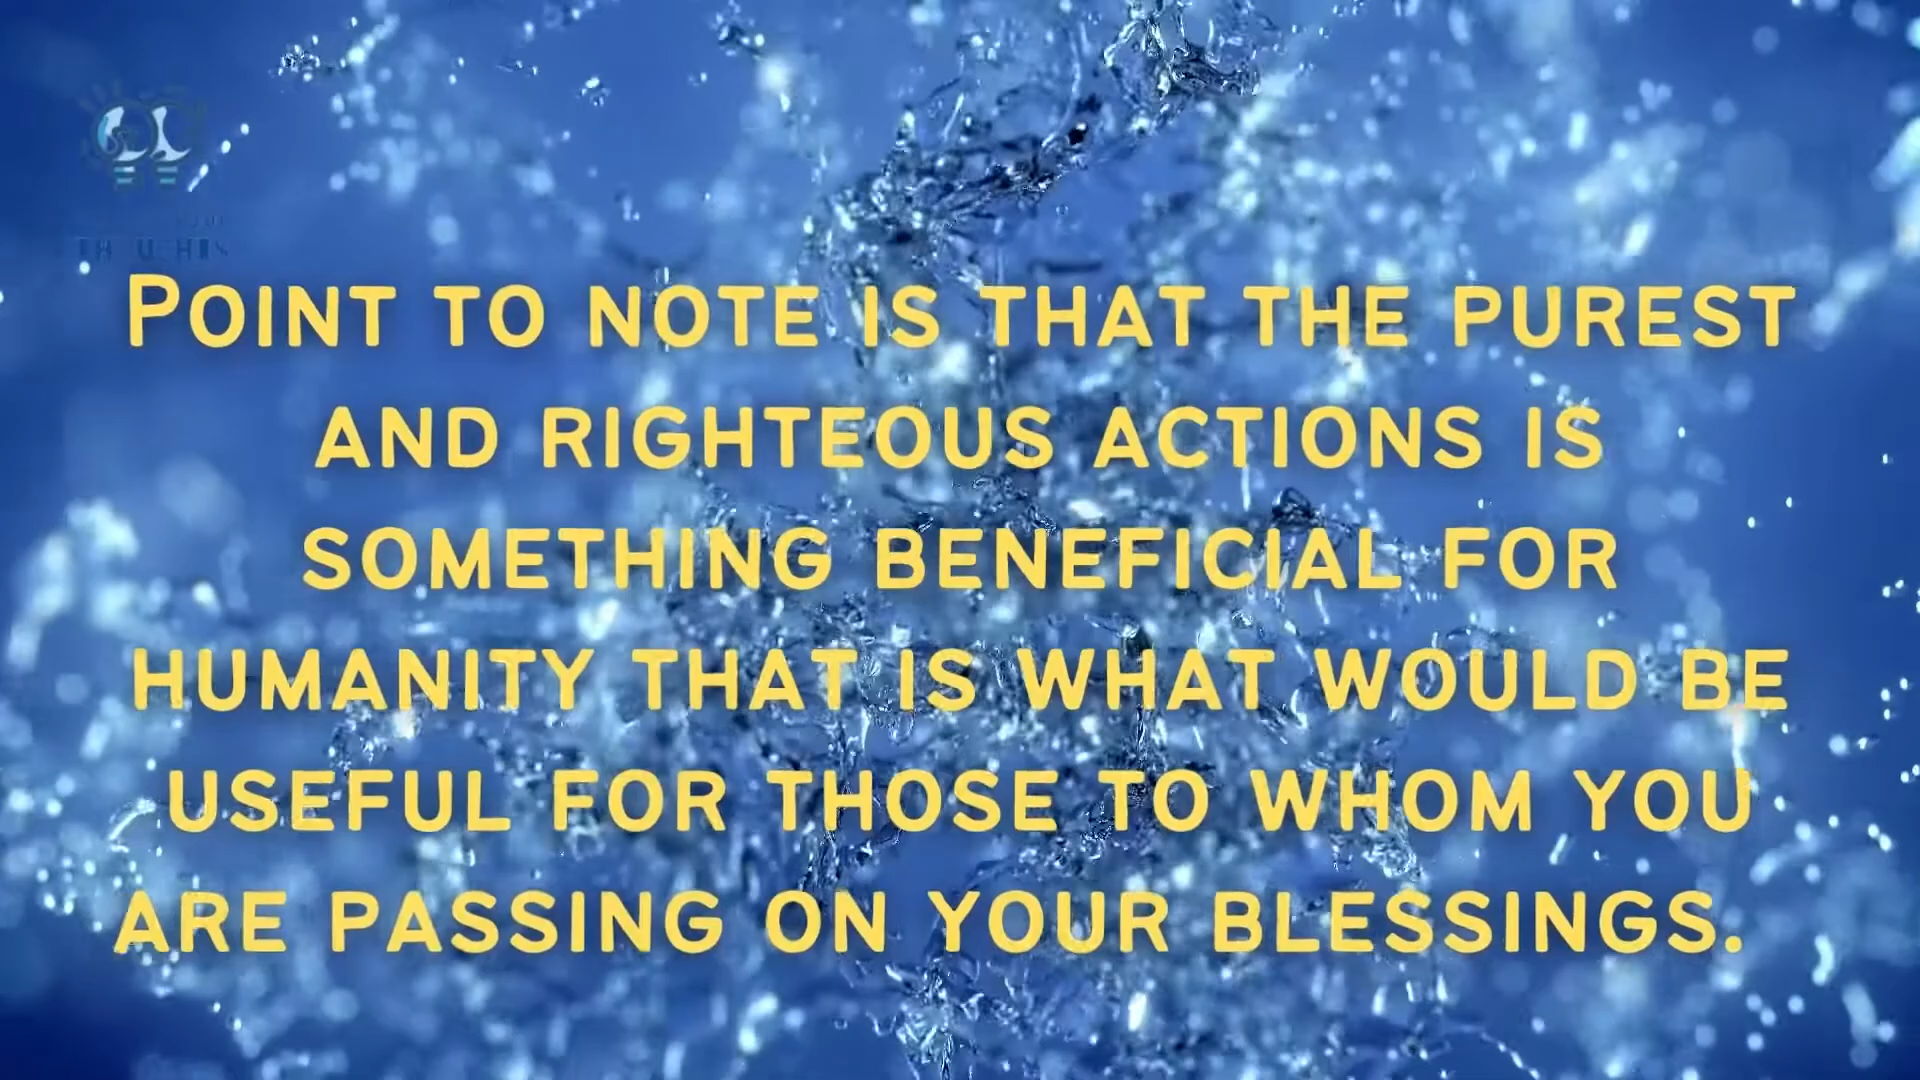 Point to note is that the purest
and righteous actions is
something beneficial for
humanity that is what would be
useful for those to whom you
are passing on your blessings.